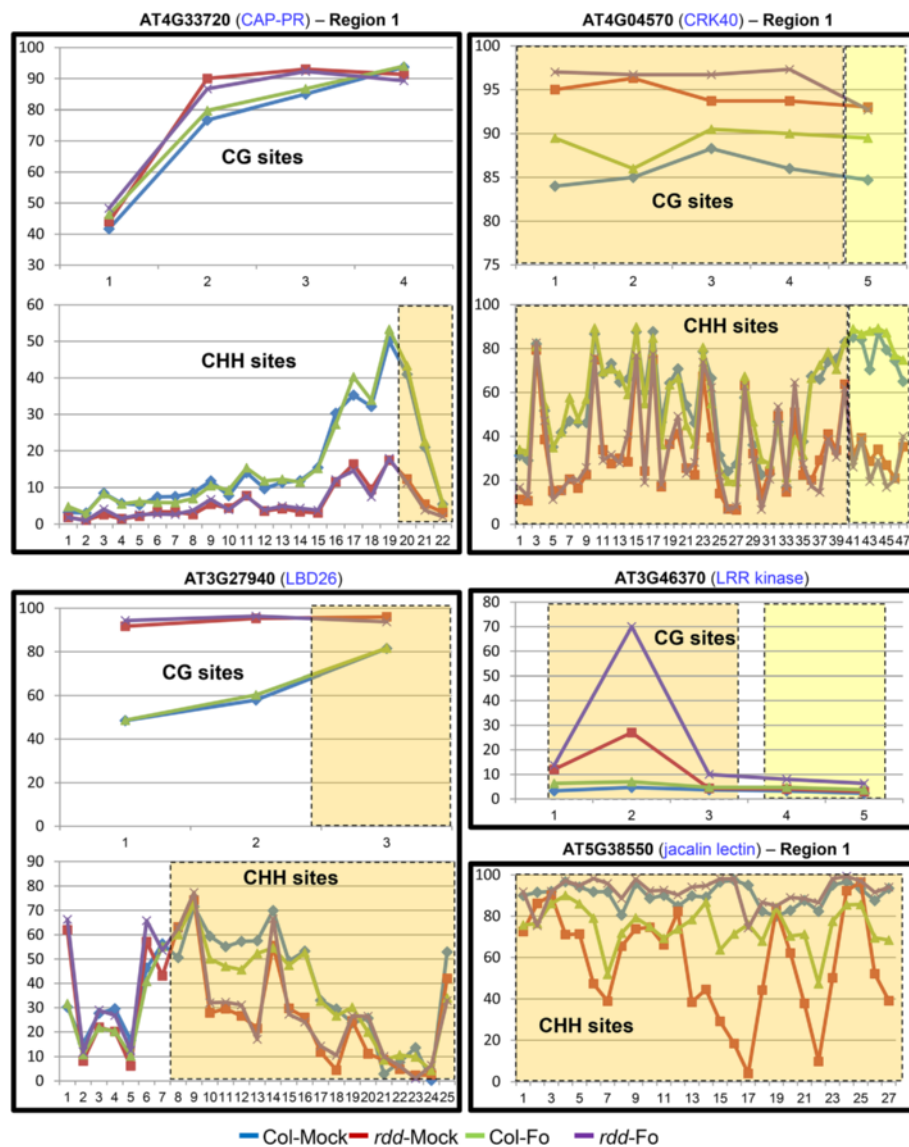 AT4G33720 (CAP-PR) – Region 1
100
90
80
70
60
50
40
30
CG sites
1 2 3 4
60
50
40
30
20
10
0
CHH sites
1 2 3 4 5 6 7 8 9 10 11 12 13 14 15 16 17 18 19 20 21 22
AT4G04570 (CRK40) – Region 1
100
95
90
85
80
75
CG sites
1 2 3 4 5
100
80
60
40
20
0
CHH sites
1 3 5 7 9 11 13 15 17 19 21 23 25 27 29 31 33 35 37 39 41 43 45 47
AT3G27940 (LBD26)
100
80
60
40
20
0
CG sites
1 2 3
90
80
70
60
50
40
30
20
10
0
CHH sites
1 2 3 4 5 6 7 8 9 10 11 12 13 14 15 16 17 18 19 20 21 22 23 24 25
AT3G46370 (LRR kinase)
80
70
60
50
40
30
20
10
0
CG sites
1 2 3 4 5
AT5G38550 (jacalin lectin) – Region 1
100
80
60
40
20
0
CHH sites
1 3 5 7 9 11 13 15 17 19 21 23 25 27
Col-Mock rdd-Mock Col-Fo rdd-Fo